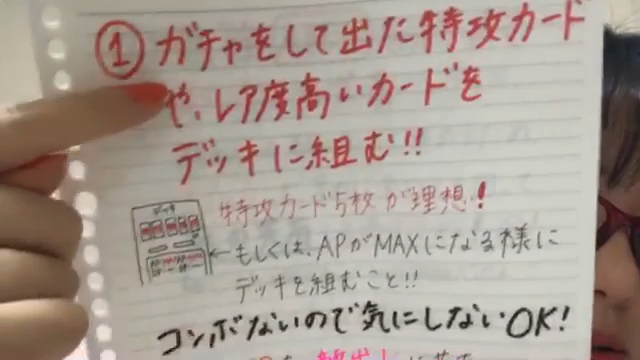 ① ガチャをして出た特攻カード
や、レア度高いカードを
デッキに組む!!
デッキ
特攻カード5枚が理想!
←もしくは、APがMAXになる様に
デッキを組むこと!!
コンボないので気にしないOK!